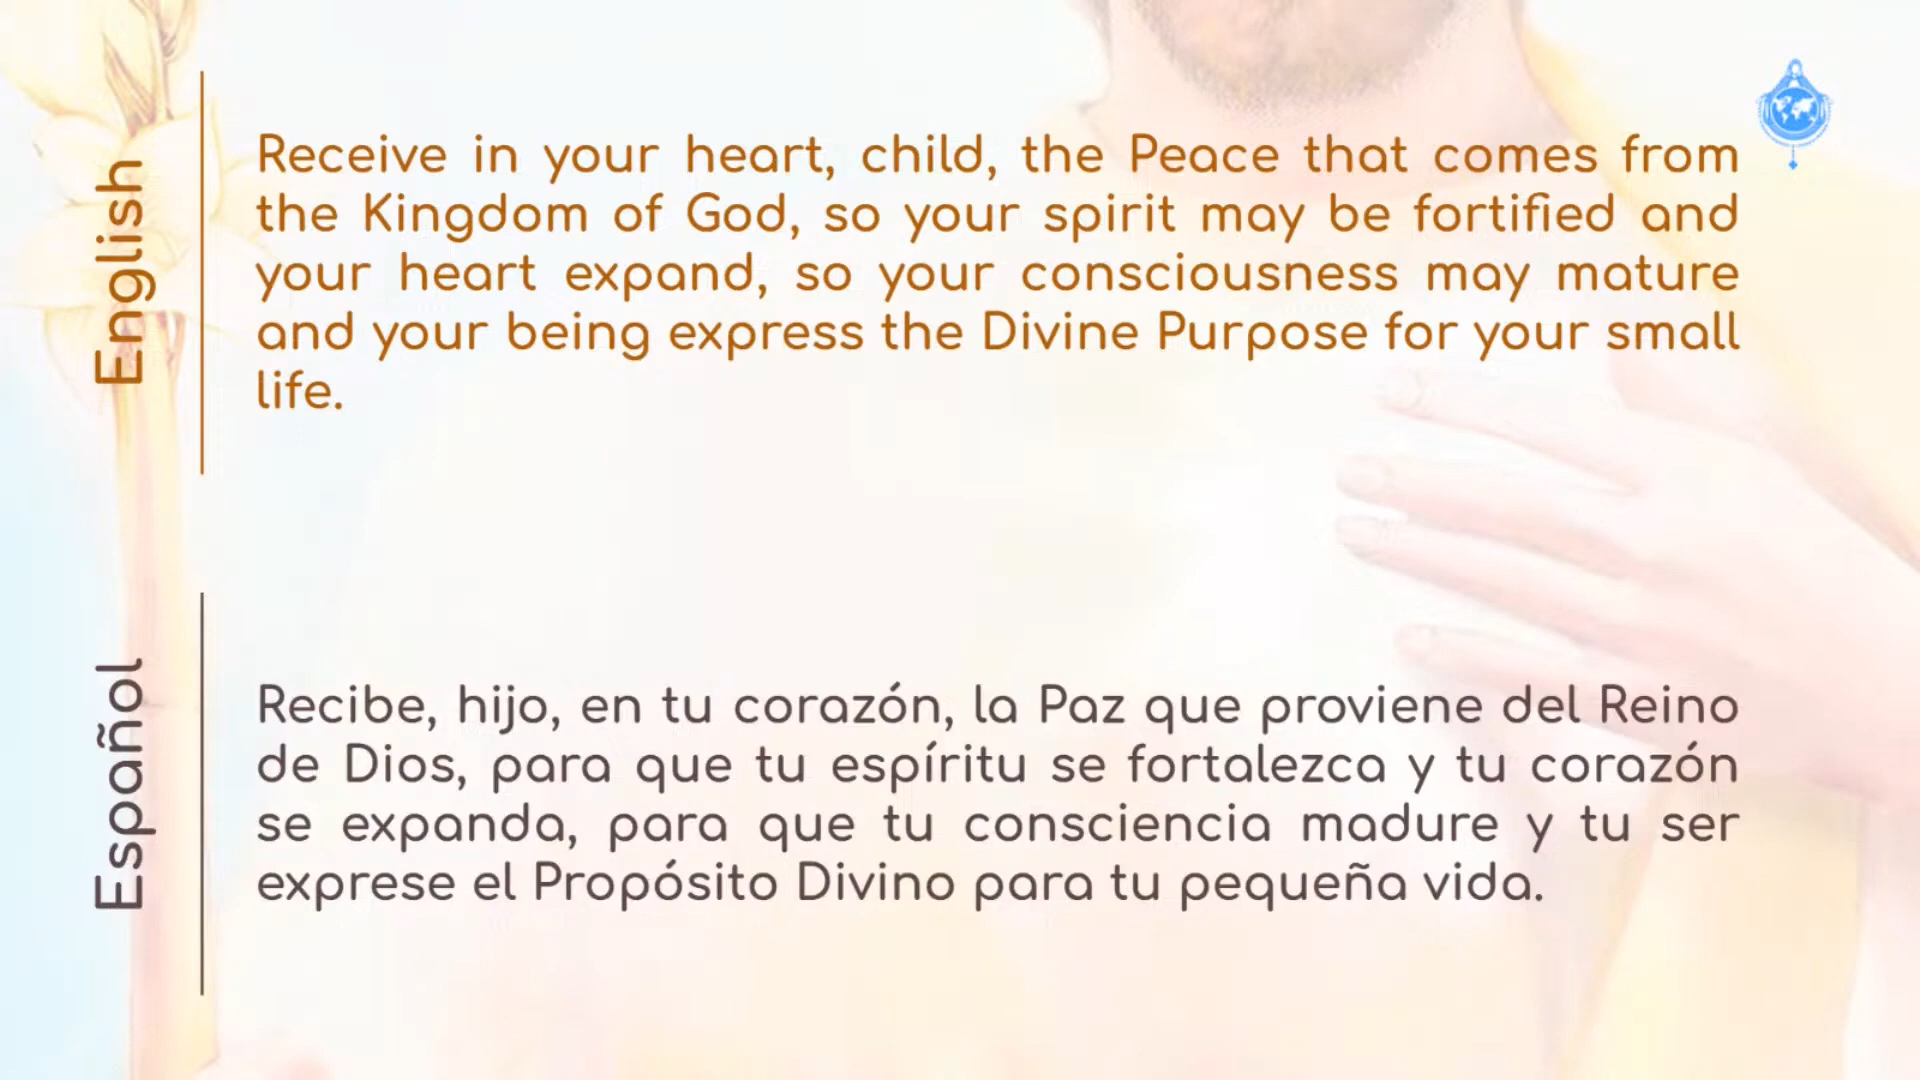 English
Receive in your heart, child, the Peace that comes from
the Kingdom of God, so your spirit may be fortified and
your heart expand, so your consciousness may mature
and your being express the Divine Purpose for your small
life.
Español
Recibe, hijo, en tu corazón, la Paz que proviene del Reino
de Dios, para que tu espíritu se fortalezca y tu corazón
se expanda, para que tu consciencia madure y tu ser
exprese el Propósito Divino para tu pequeña vida.